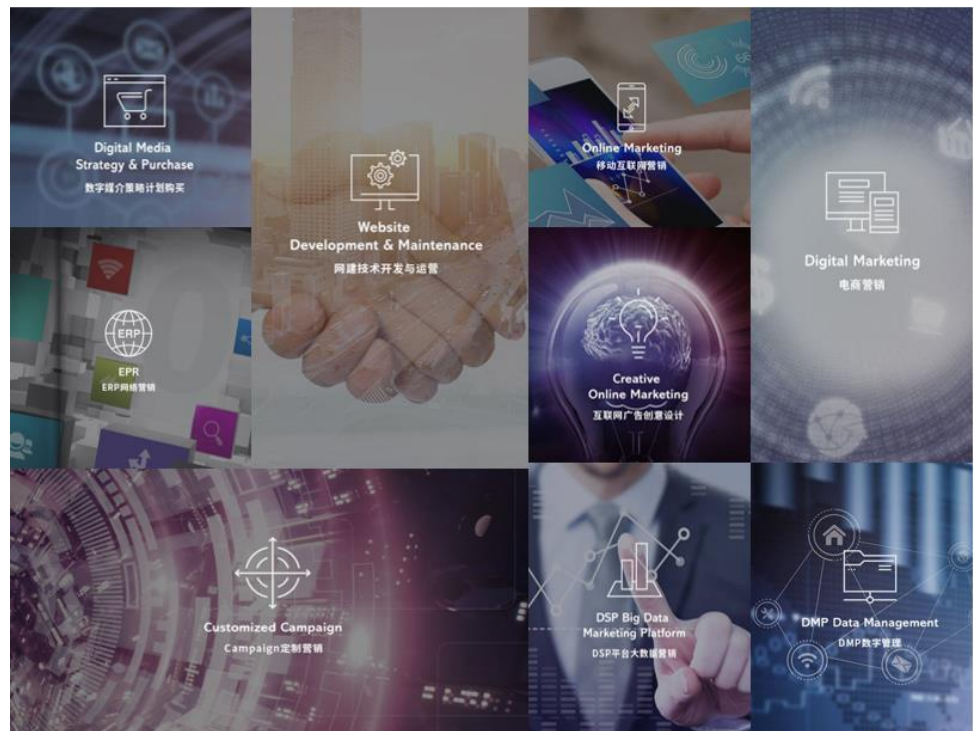 Digital Media
Strategy & Purchase
数字媒介策略计划购买
Website
Development & Maintenance
网建技术开发与运营
Online Marketing
移动互联网营销
Digital Marketing
电商营销
ERP
EPR
ERP网络营销
Creative
Online Marketing
互联网广告创意设计
Customized Campaign
Campaign定制营销
DSP Big Data
Marketing Platform
DSP平台大数据营销
DMP Data Management
DMP数字管理